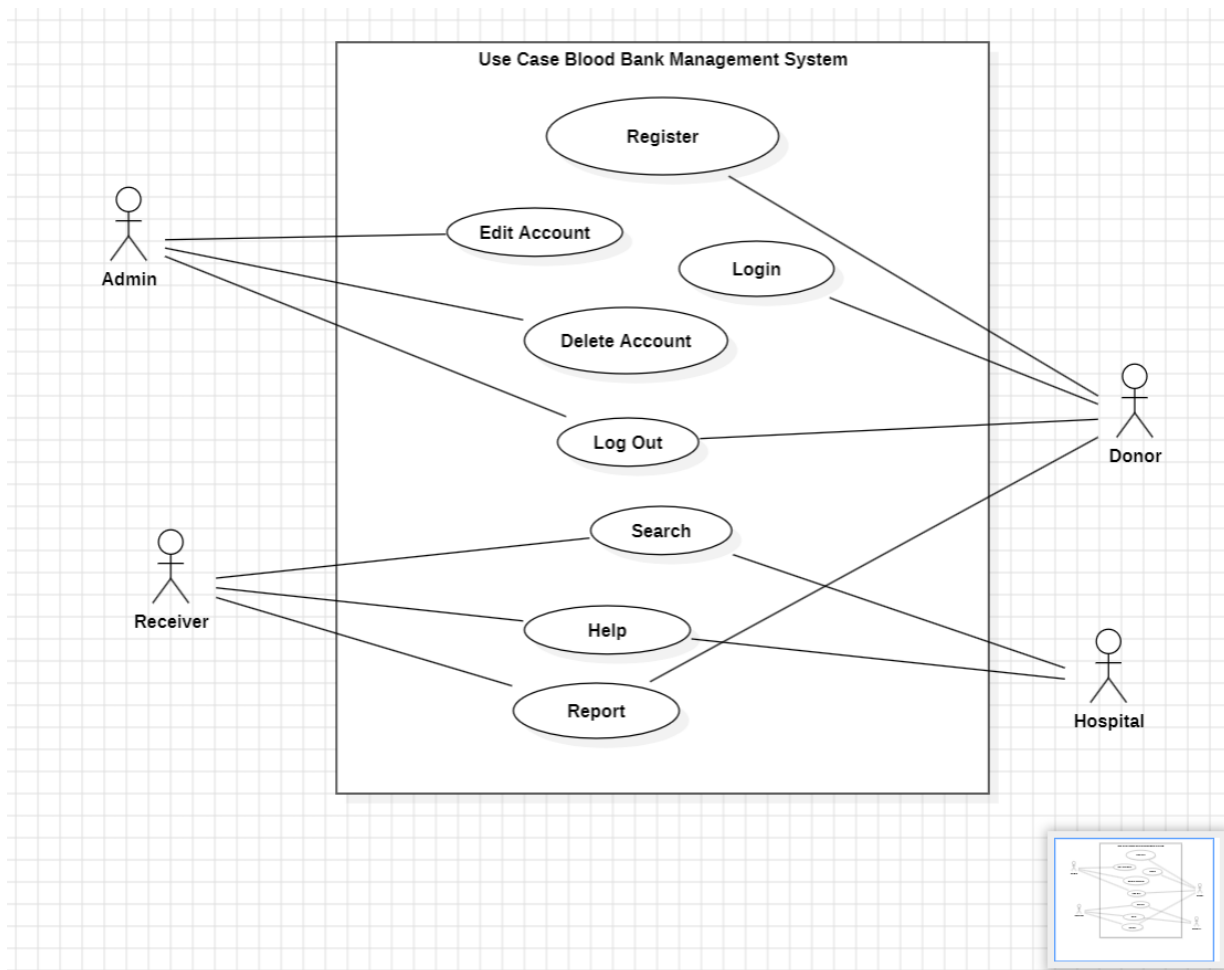 Use Case Blood Bank Management System
Register
Edit Account
Login
Admin
Delete Account
Log Out
Donor
Search
Receiver
Help
Report
Hospital